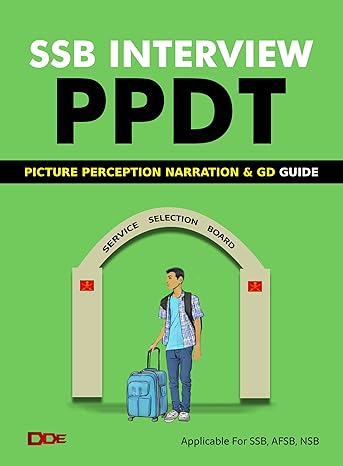 SSB INTERVIEW
PPDT
PICTURE PERCEPTION NARRATION & GD GUIDE
SERVICE SELECTION BOARD
DDE
Applicable For SSB, AFSB, NSB